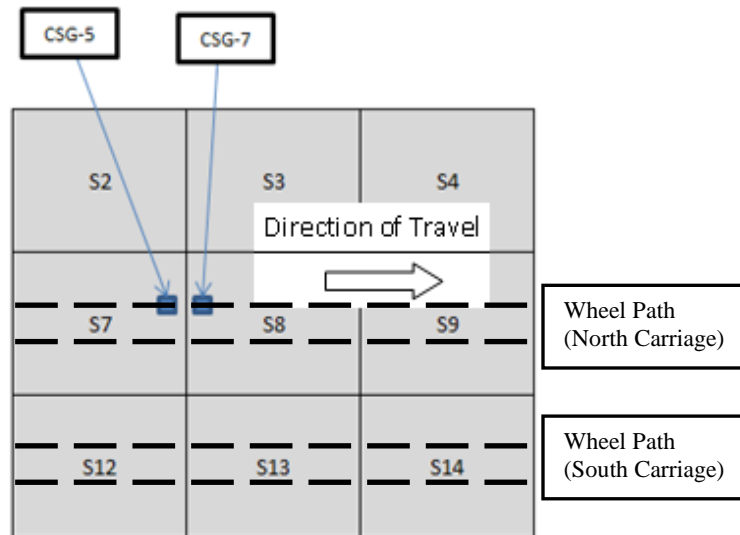 CSG-5
CSG-7
S2
S3
S4
Direction of Travel
S7
S8
S9
Wheel Path
(North Carriage)
S12
S13
S14
Wheel Path
(South Carriage)